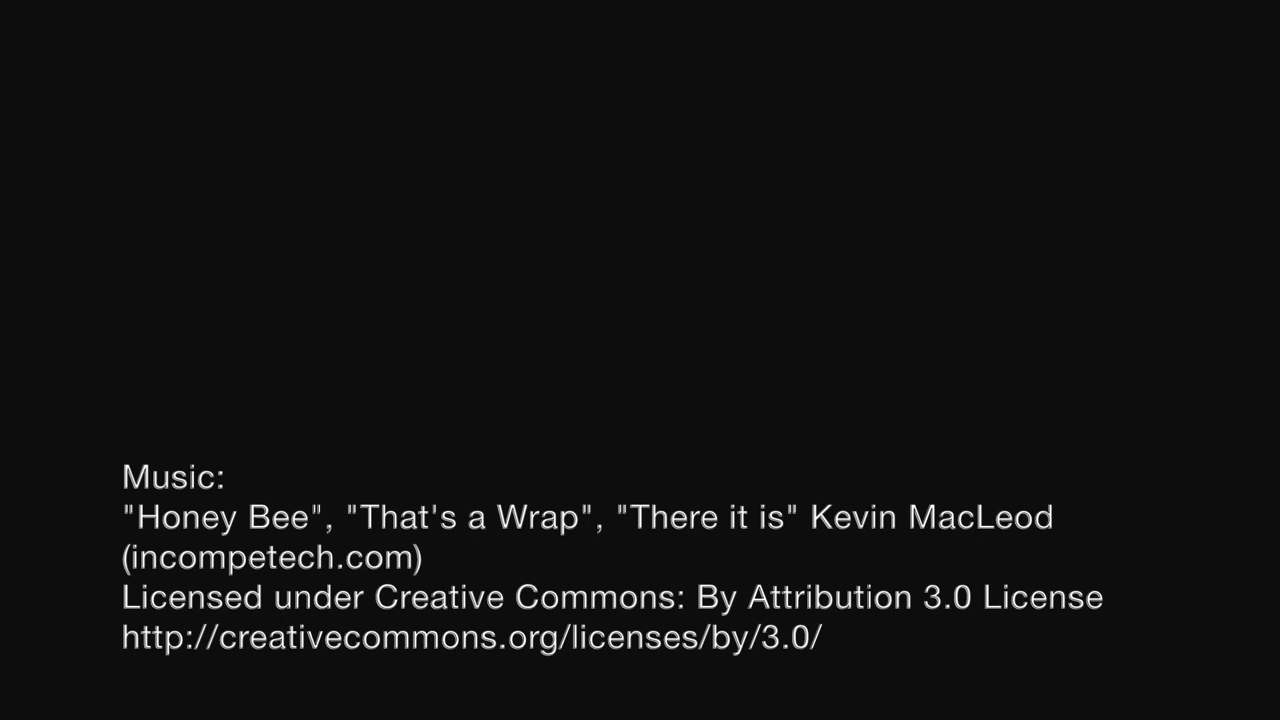 Music:
"Honey Bee", "That's a Wrap", "There it is" Kevin MacLeod
(incompetech.com)
Licensed under Creative Commons: By Attribution 3.0 License
http://creativecommons.org/licenses/by/3.0/